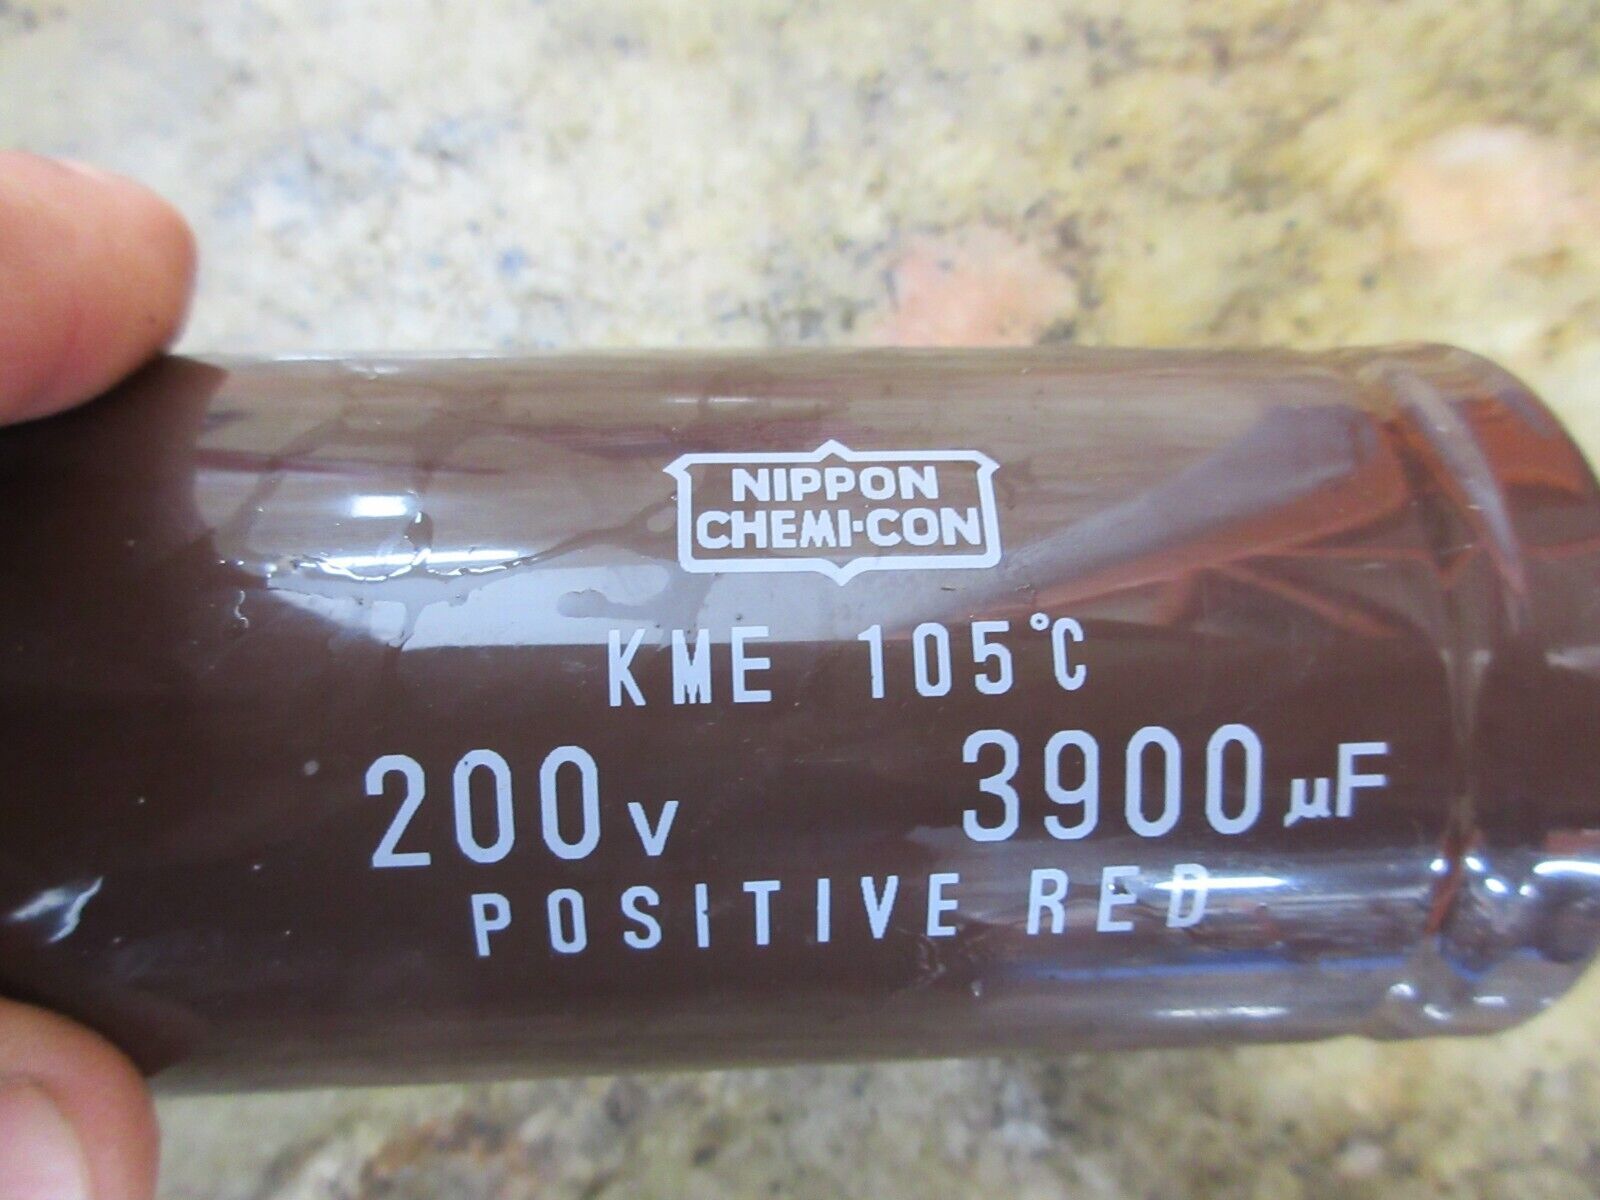 NIPPON
CHEMI-CON
KME 105°C
200V 3900µF
POSITIVE RED